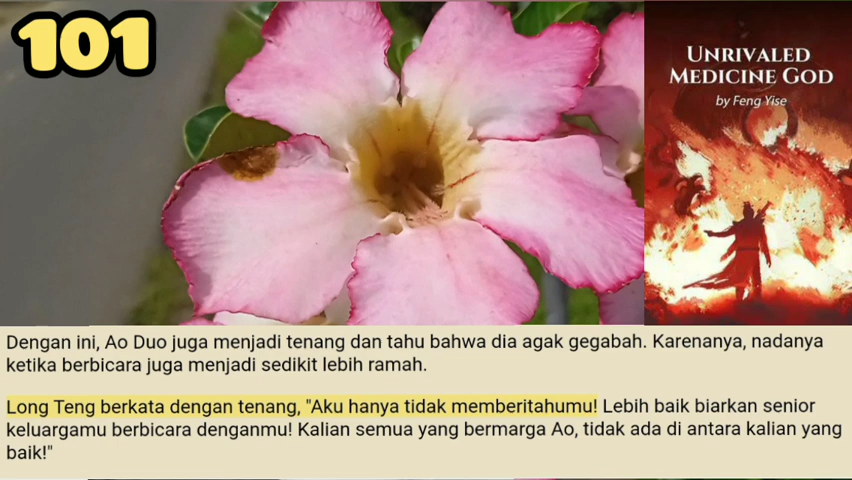 101
UNRIVALED
MEDICINE GOD
by Feng Yise
Dengan ini, Ao Duo juga menjadi tenang dan tahu bahwa dia agak gegabah. Karenanya, nadanya
ketika berbicara juga menjadi sedikit lebih ramah.
Long Teng berkata dengan tenang, "Aku hanya tidak memberitahumu! Lebih baik biarkan senior
keluargamu berbicara denganmu! Kalian semua yang bermarga Ao, tidak ada di antara kalian yang
baik!"